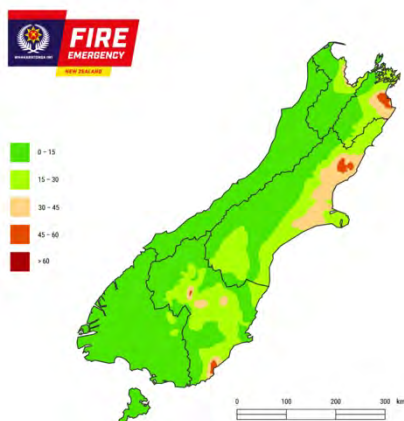 FIRE
EMERGENCY
NEW ZEALAND
0 – 15
15 – 30
30 – 45
45 – 60
> 60
0 100 200 300 km